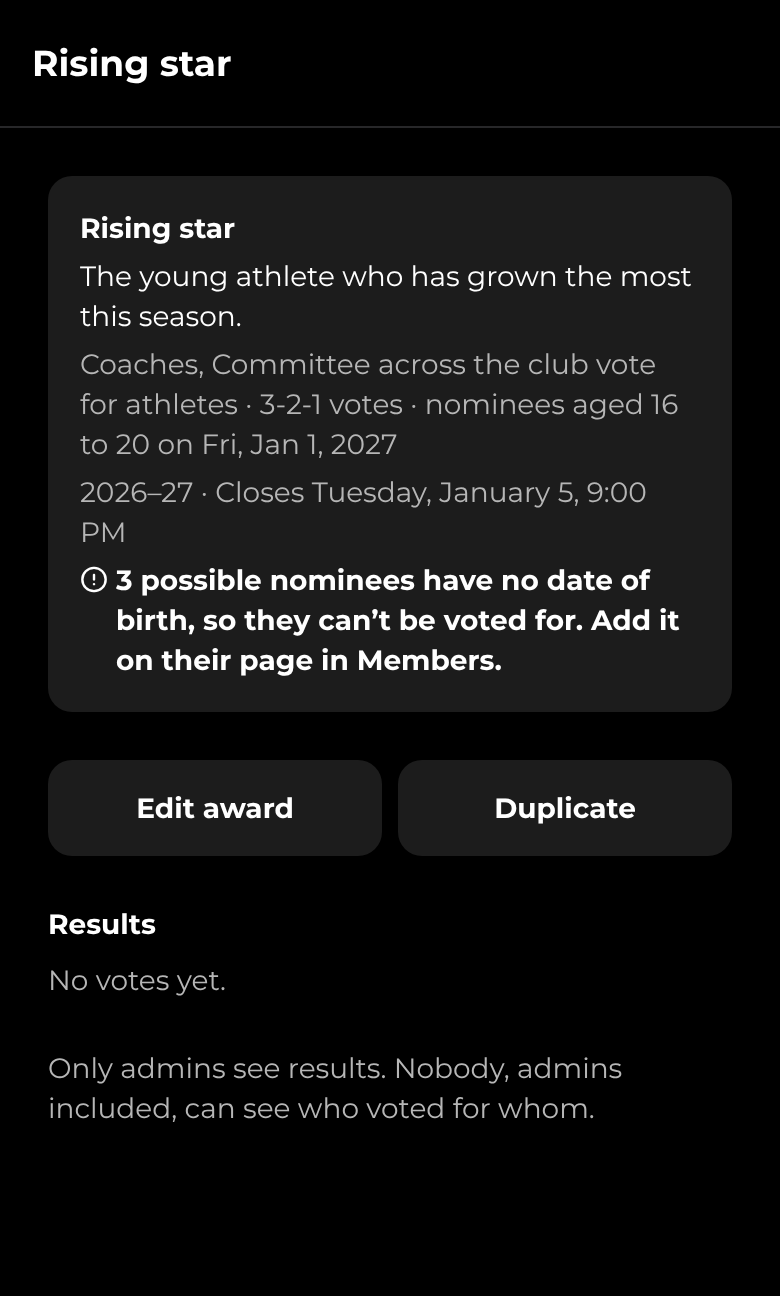 Rising star
Rising star
The young athlete who has grown the most
this season.
Coaches, Committee across the club vote
for athletes · 3-2-1 votes · nominees aged 16
to 20 on Fri, Jan 1, 2027
2026–27 · Closes Tuesday, January 5, 9:00
PM
3 possible nominees have no date of
birth, so they can’t be voted for. Add it
on their page in Members.
Edit award
Duplicate
Results
No votes yet.
Only admins see results. Nobody, admins
included, can see who voted for whom.